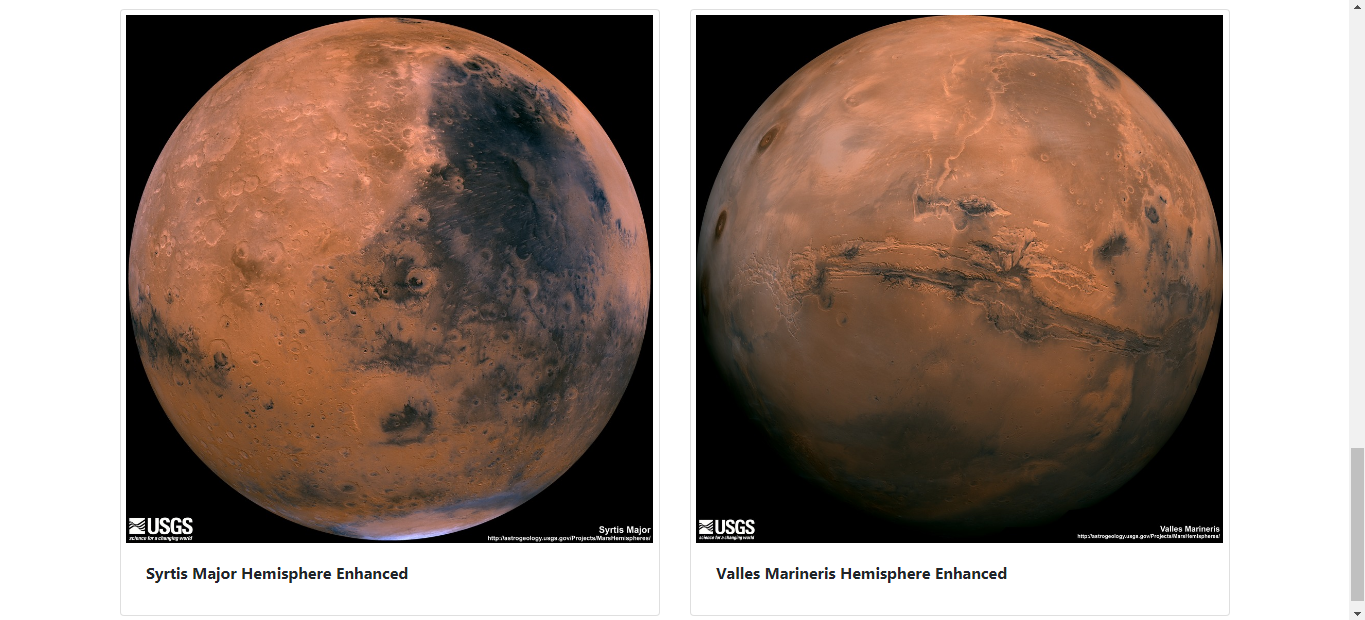 USGS
science for a changing world
Syrtis Major
http://astrogeology.usgs.gov/Projects/MarsHemispheres/
Syrtis Major Hemisphere Enhanced
USGS
science for a changing world
Valles Marineris
http://astrogeology.usgs.gov/Projects/MarsHemispheres/
Valles Marineris Hemisphere Enhanced